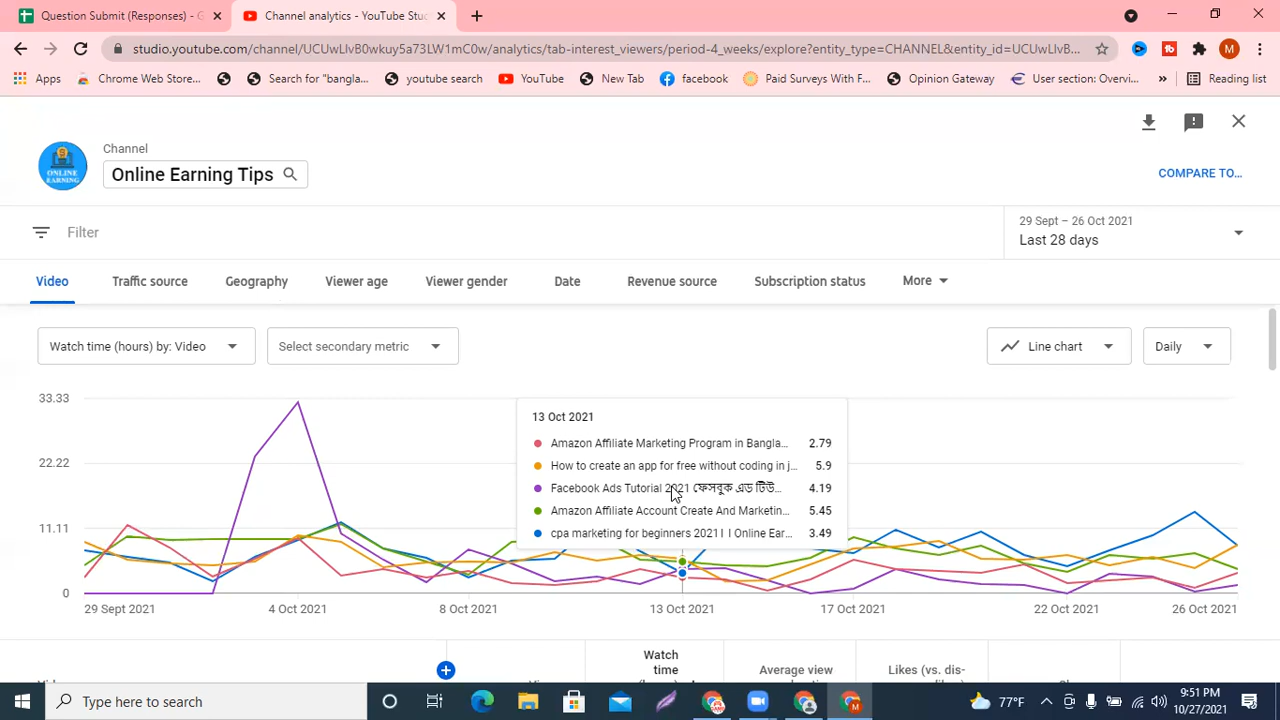 Question Submit (Responses) - G
Channel analytics - YouTube Stu
studio.youtube.com/channel/UCUwLlvB0wkuy5a73LW1mC0w/analytics/tab-interest_viewers/period-4_weeks/explore?entity_type=CHANNEL&entity_id=UCUwLlvB...
Apps
Chrome Web Store...
Search for "bangla...
youtube.search
YouTube
New Tab
facebook
Paid Surveys With F...
Opinion Gateway
User section: Overvi...
»
Reading list
Channel
Online Earning Tips
ONLINE
EARNING
COMPARE TO...
Filter
29 Sept – 26 Oct 2021
Last 28 days
Video
Traffic source
Geography
Viewer age
Viewer gender
Date
Revenue source
Subscription status
More
Watch time (hours) by: Video
Select secondary metric
Line chart
Daily
33.33
22.22
11.11
0
13 Oct 2021
Amazon Affiliate Marketing Program in Bangla... 2.79
How to create an app for free without coding in j... 5.9
Facebook Ads Tutorial 2021 ফেসবুক এড টিউ... 4.19
Amazon Affiliate Account Create And Marketin... 5.45
cpa marketing for beginners 2021 I I Online Ear... 3.49
29 Sept 2021
4 Oct 2021
8 Oct 2021
13 Oct 2021
17 Oct 2021
22 Oct 2021
26 Oct 2021
Watch
time
Average view
Likes (vs. dis-
Type here to search
77°F
9:51 PM
10/27/2021